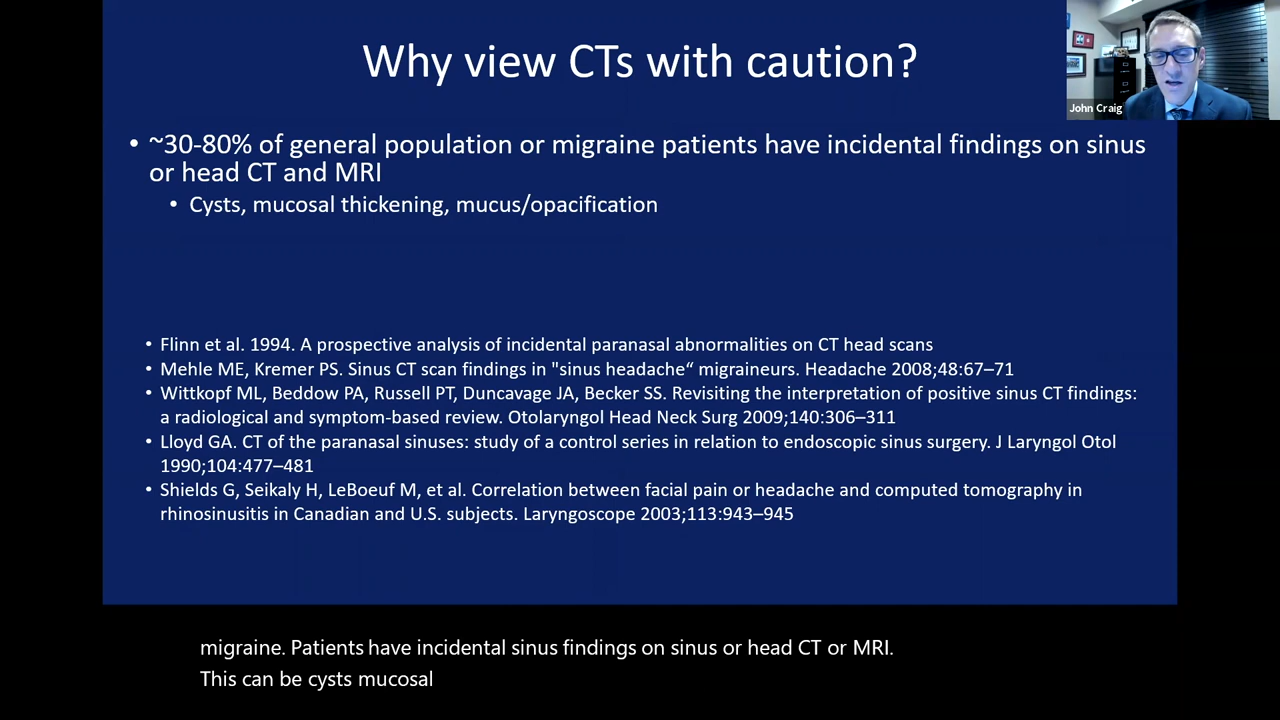 Why view CTs with caution?
John Craig
• ~30-80% of general population or migraine patients have incidental findings on sinus
or head CT and MRI
• Cysts, mucosal thickening, mucus/opacification
• Flinn et al. 1994. A prospective analysis of incidental paranasal abnormalities on CT head scans
• Mehle ME, Kremer PS. Sinus CT scan findings in "sinus headache“ migraineurs. Headache 2008;48:67–71
• Wittkopf ML, Beddow PA, Russell PT, Duncavage JA, Becker SS. Revisiting the interpretation of positive sinus CT findings:
a radiological and symptom-based review. Otolaryngol Head Neck Surg 2009;140:306–311
• Lloyd GA. CT of the paranasal sinuses: study of a control series in relation to endoscopic sinus surgery. J Laryngol Otol
1990;104:477–481
• Shields G, Seikaly H, LeBoeuf M, et al. Correlation between facial pain or headache and computed tomography in
rhinosinusitis in Canadian and U.S. subjects. Laryngoscope 2003;113:943–945
migraine. Patients have incidental sinus findings on sinus or head CT or MRI.
This can be cysts mucosal